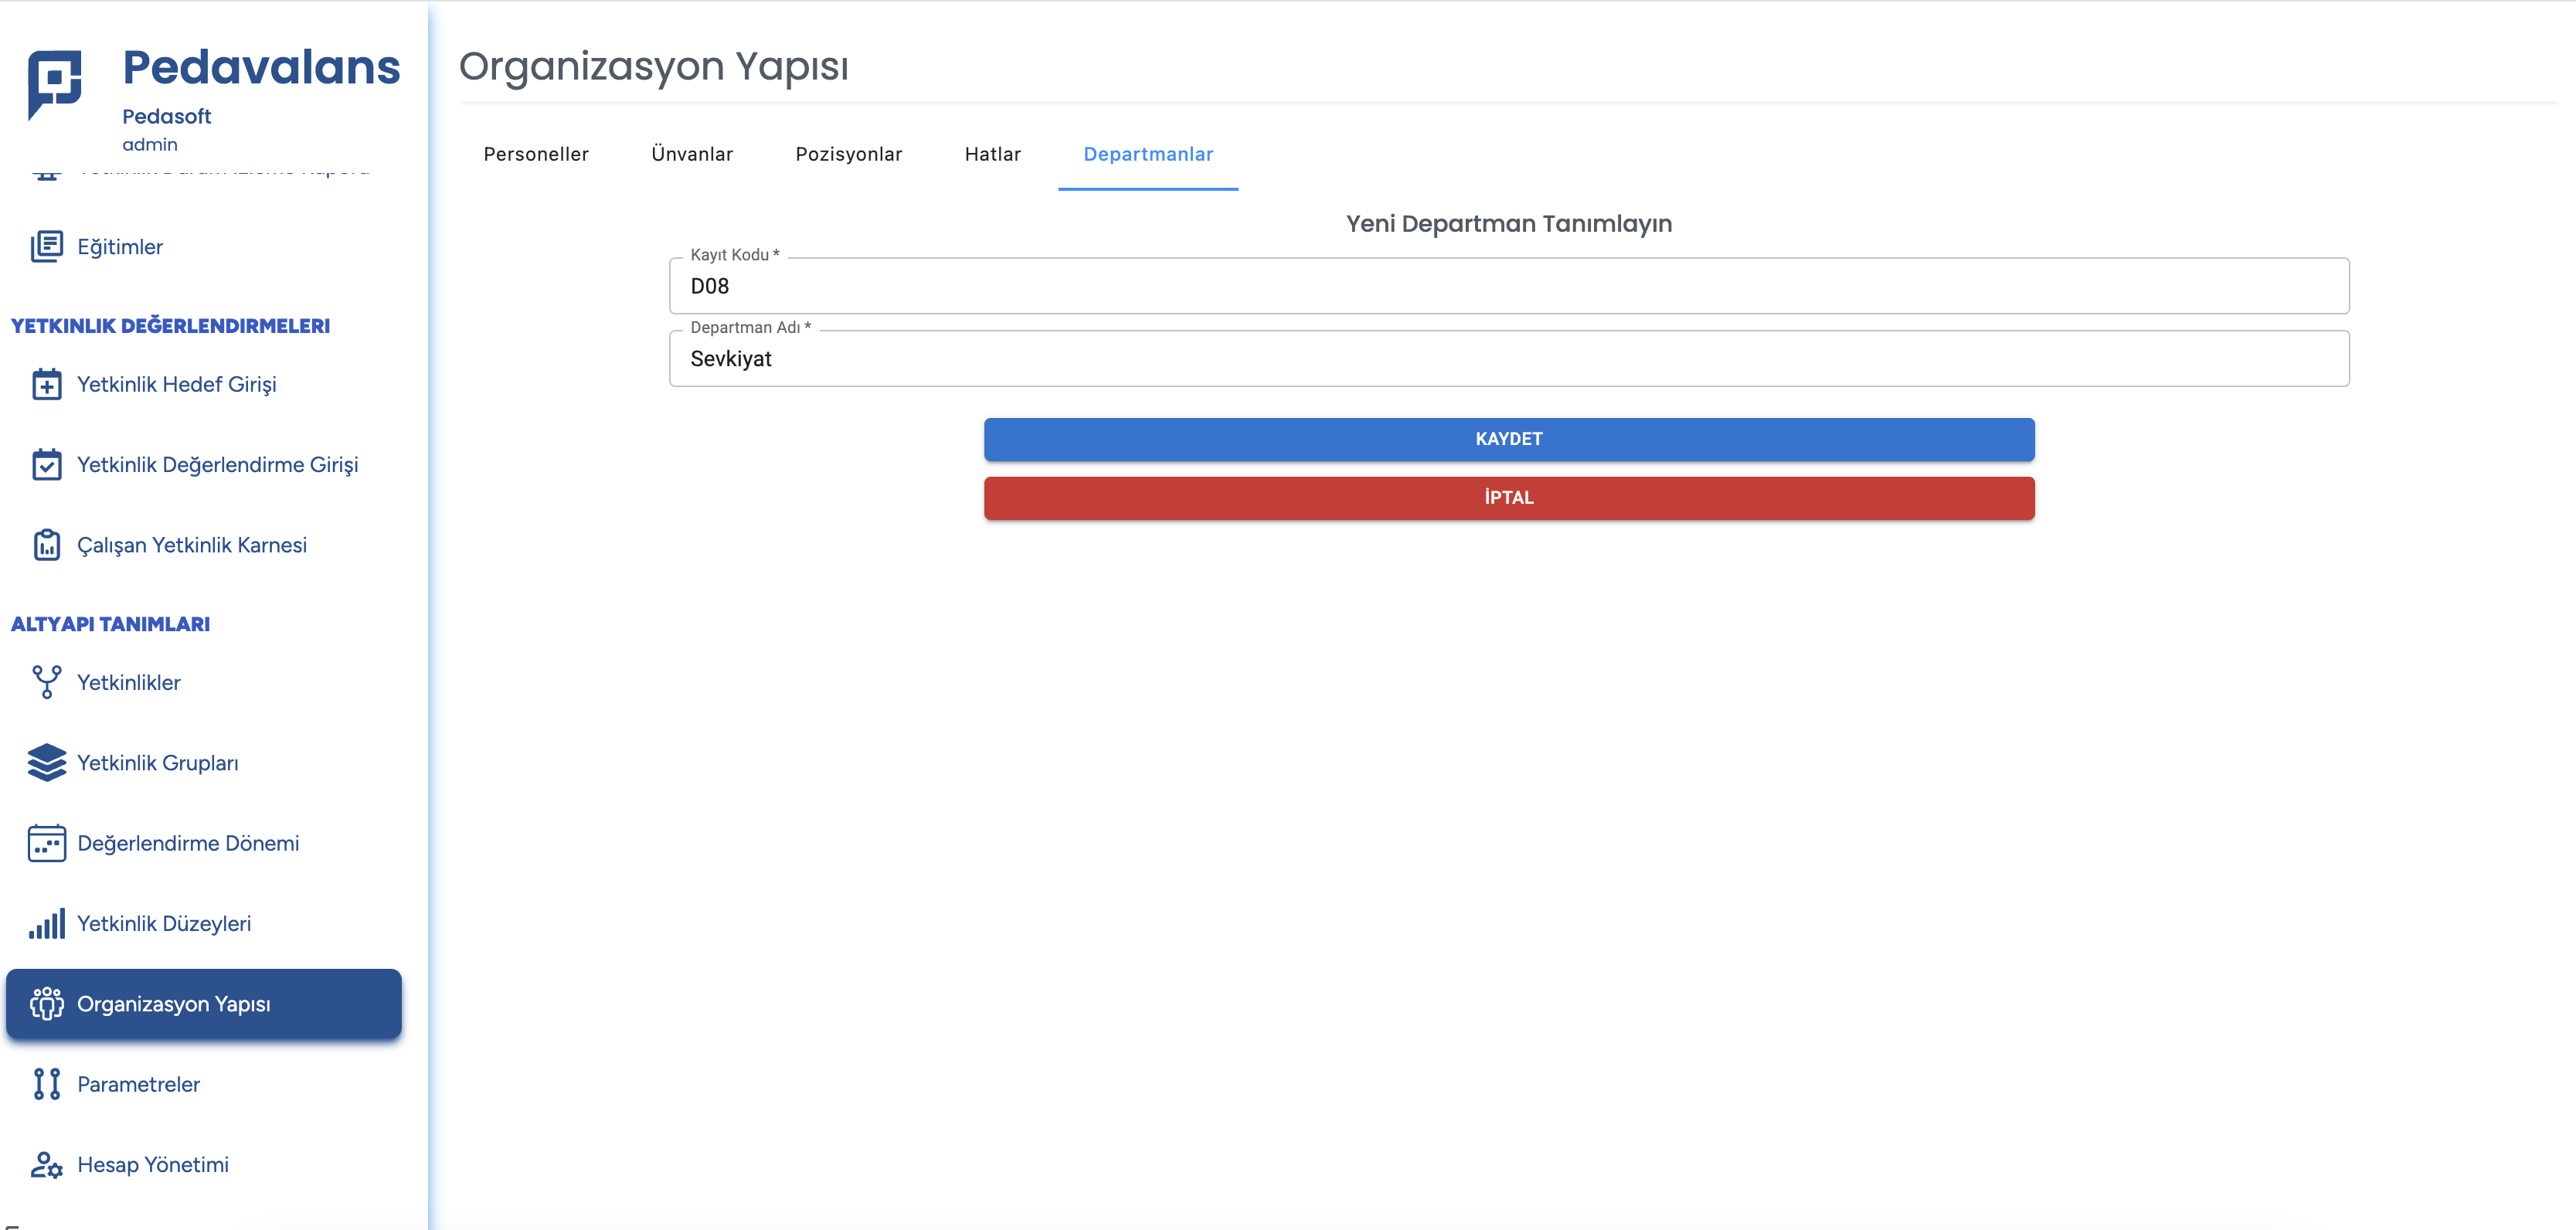 Pedavalans
Pedasoft
admin
Eğitimler
YETKINLIK DEĞERLENDIRMELERI
Yetkinlik Hedef Girişi
Yetkinlik Değerlendirme Girişi
Çalışan Yetkinlik Karnesi
ALTYAPI TANIMLARI
Yetkinlikler
Yetkinlik Grupları
Değerlendirme Dönemi
Yetkinlik Düzeyleri
Organizasyon Yapısı
Parametreler
Hesap Yönetimi
Organizasyon Yapısı
Personeller Ünvanlar Pozisyonlar Hatlar Departmanlar
Yeni Departman Tanımlayın
Kayıt Kodu *
D08
Departman Adı *
Sevkiyat
KAYDET
İPTAL